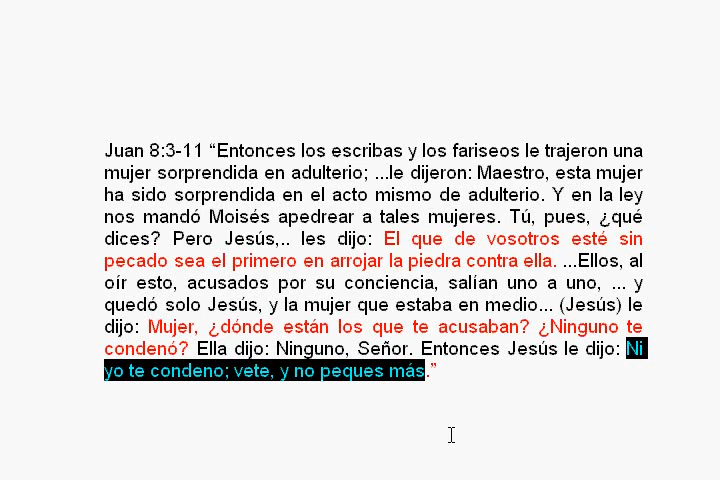 Juan 8:3-11 “Entonces los escribas y los fariseos le trajeron una
mujer sorprendida en adulterio; ...le dijeron: Maestro, esta mujer
ha sido sorprendida en el acto mismo de adulterio. Y en la ley
nos mandó Moisés apedrear a tales mujeres. Tú, pues, ¿qué
dices? Pero Jesús,.. les dijo: El que de vosotros esté sin
pecado sea el primero en arrojar la piedra contra ella. ...Ellos, al
oír esto, acusados por su conciencia, salían uno a uno, ... y
quedó solo Jesús, y la mujer que estaba en medio... (Jesús) le
dijo: Mujer, ¿dónde están los que te acusaban? ¿Ninguno te
condenó? Ella dijo: Ninguno, Señor. Entonces Jesús le dijo: Ni
yo te condeno; vete, y no peques más.”